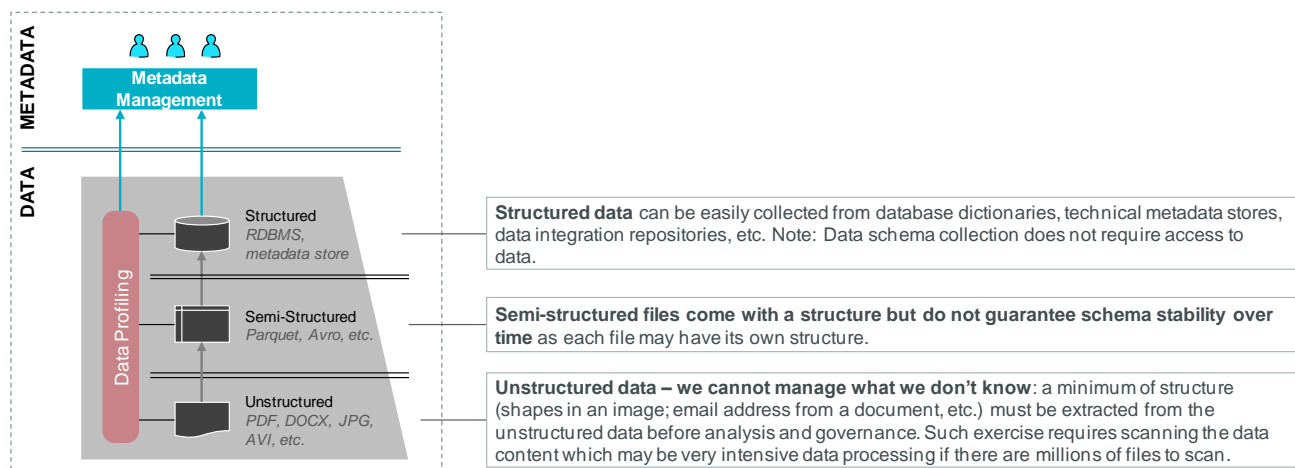 METADATA
Metadata
Management
DATA
Data Profiling
Structured
RDBMS,
metadata store
Semi-Structured
Parquet, Avro, etc.
Unstructured
PDF, DOCX, JPG,
AVI, etc.
Structured data can be easily collected from database dictionaries, technical metadata stores,
data integration repositories, etc. Note: Data schema collection does not require access to
data.
Semi-structured files come with a structure but do not guarantee schema stability over
time as each file may have its own structure.
Unstructured data – we cannot manage what we don't know: a minimum of structure
(shapes in an image; email address from a document, etc.) must be extracted from the
unstructured data before analysis and governance. Such exercise requires scanning the data
content which may be very intensive data processing if there are millions of files to scan.